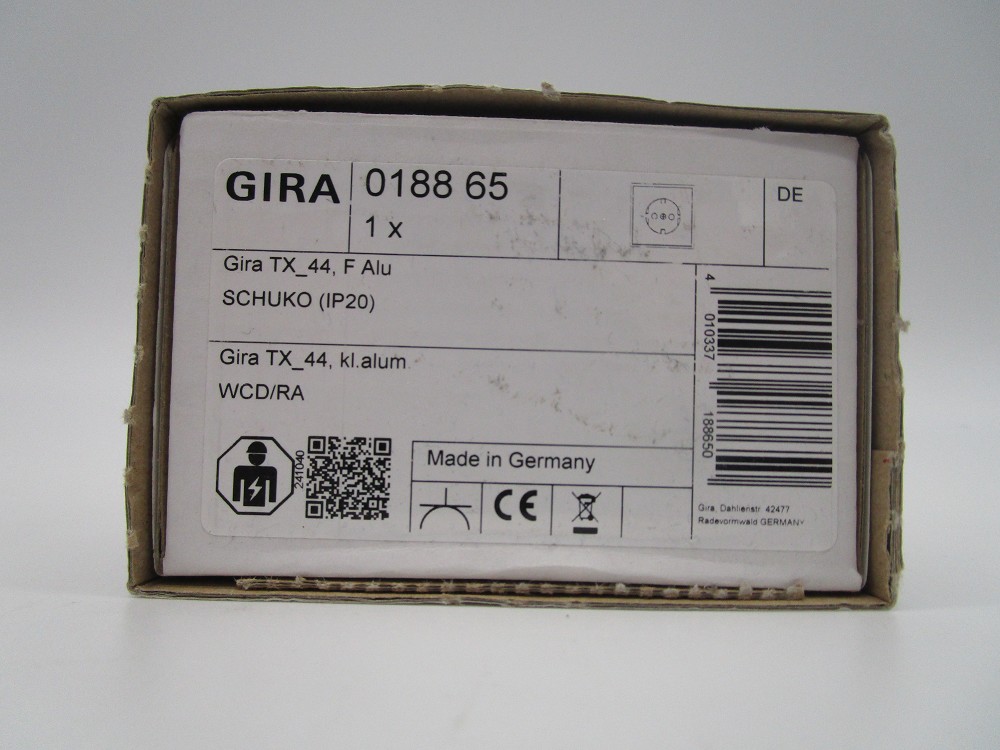 GIRA
0188 65
1 x
DE
Gira TX_44, F Alu
SCHUKO (IP20)
Gira TX_44, kl.alum
WCD/RA
4 010337 188650
241040
Made in Germany
CE
Gira, Dahlienstr. 42477
Radevormwald GERMANY